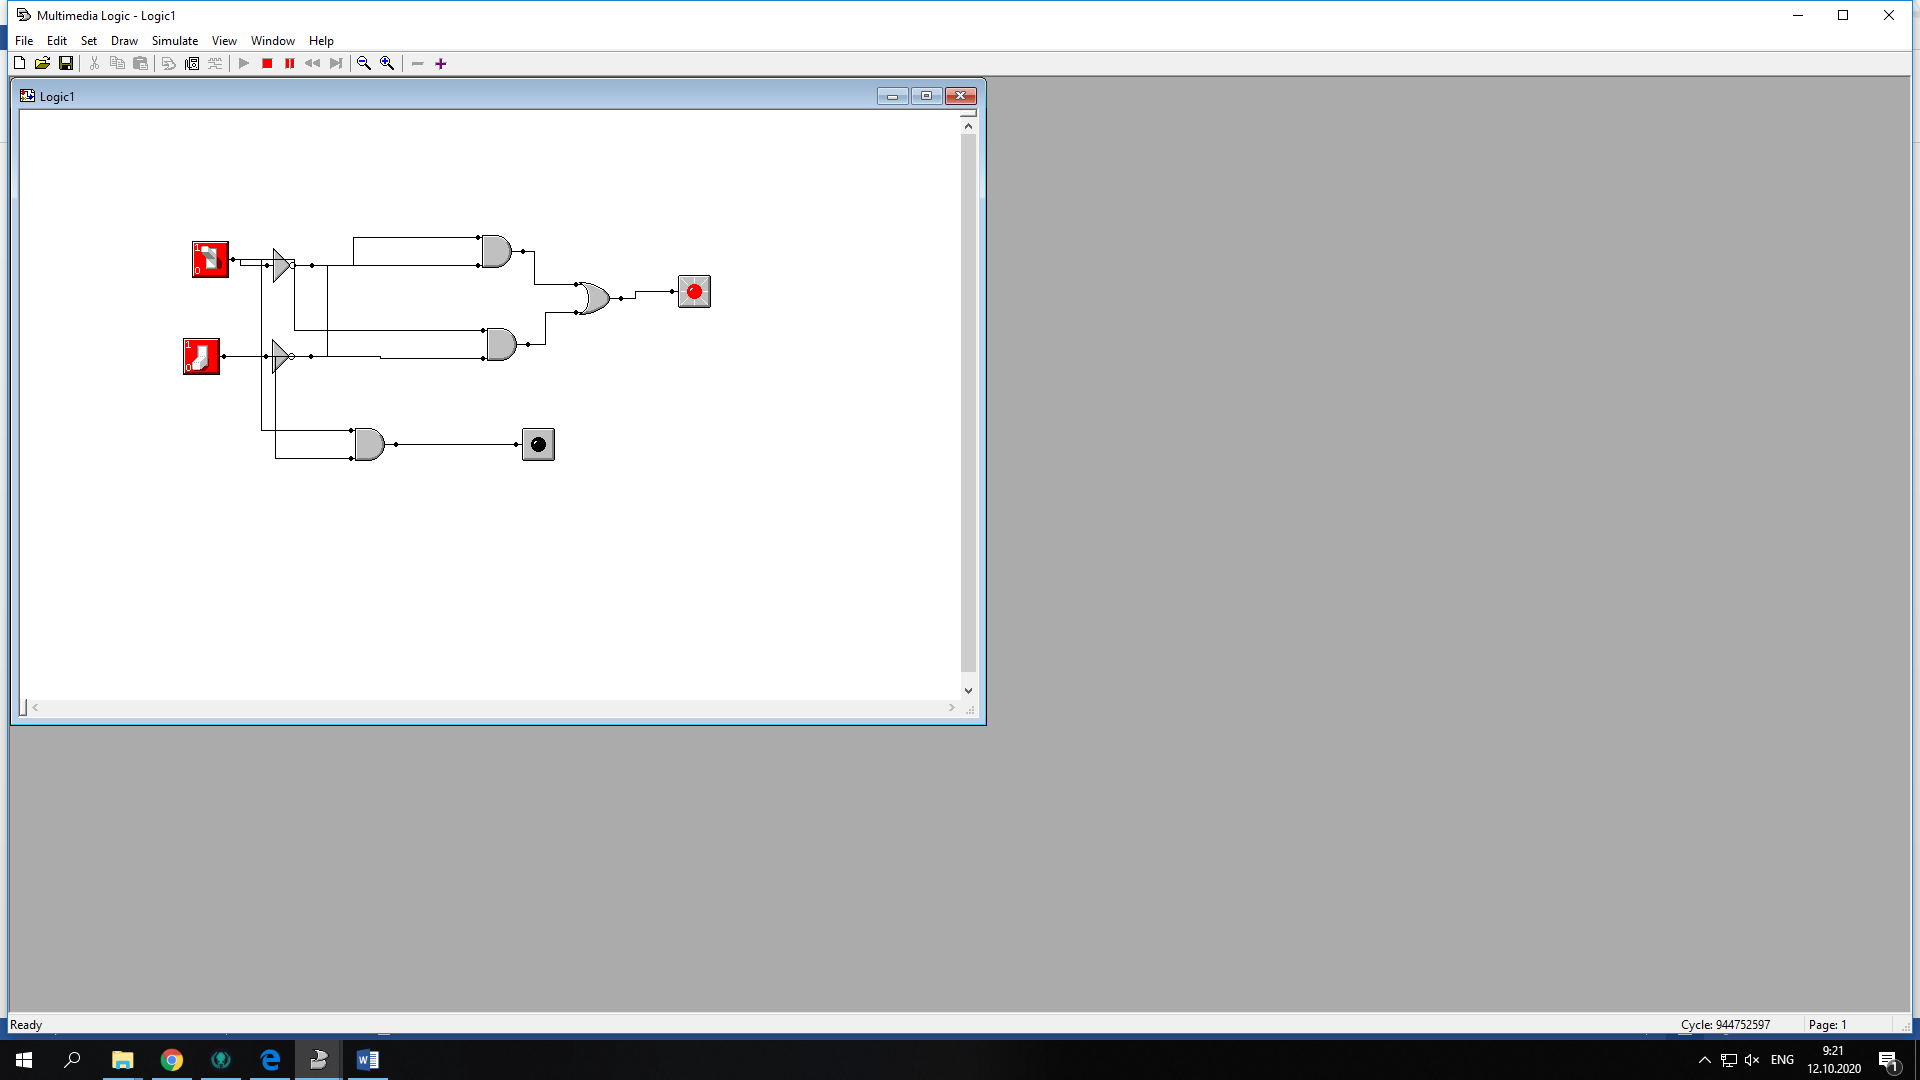 Multimedia Logic - Logic1
File Edit Set Draw Simulate View Window Help
Logic1
1
0
1
0
Ready
Cycle: 944752597
Page: 1
ENG
9:21
12.10.2020
1